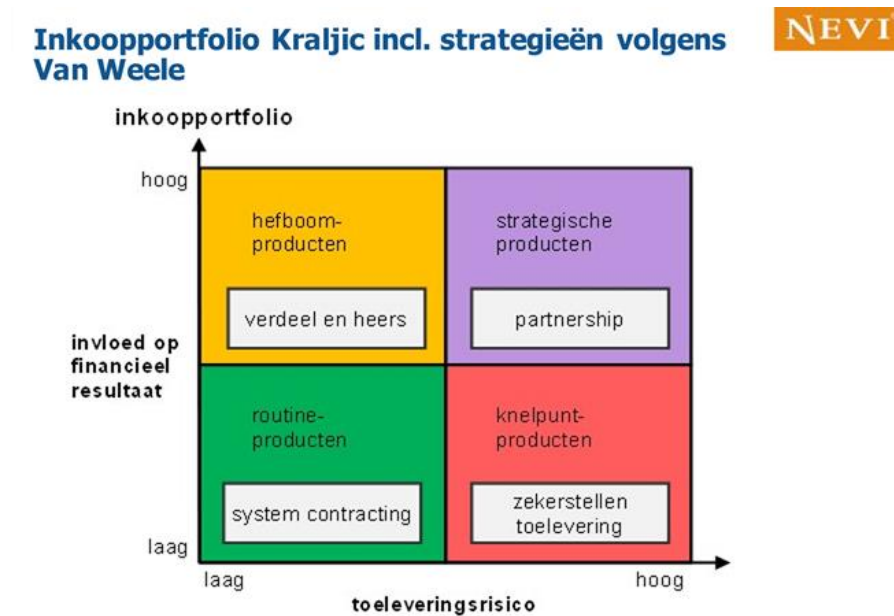 Inkoopportfolio Kraljic incl. strategieën volgens
Van Weele
NEVI
inkoopportfolio
hoog
hefboom-
producten
strategische
producten
verdeel en heers
partnership
invloed op
financieel
resultaat
routine-
producten
knelpunt-
producten
system contracting
zekerstellen
toelevering
laag
laag
hoog
toeleveringsrisico